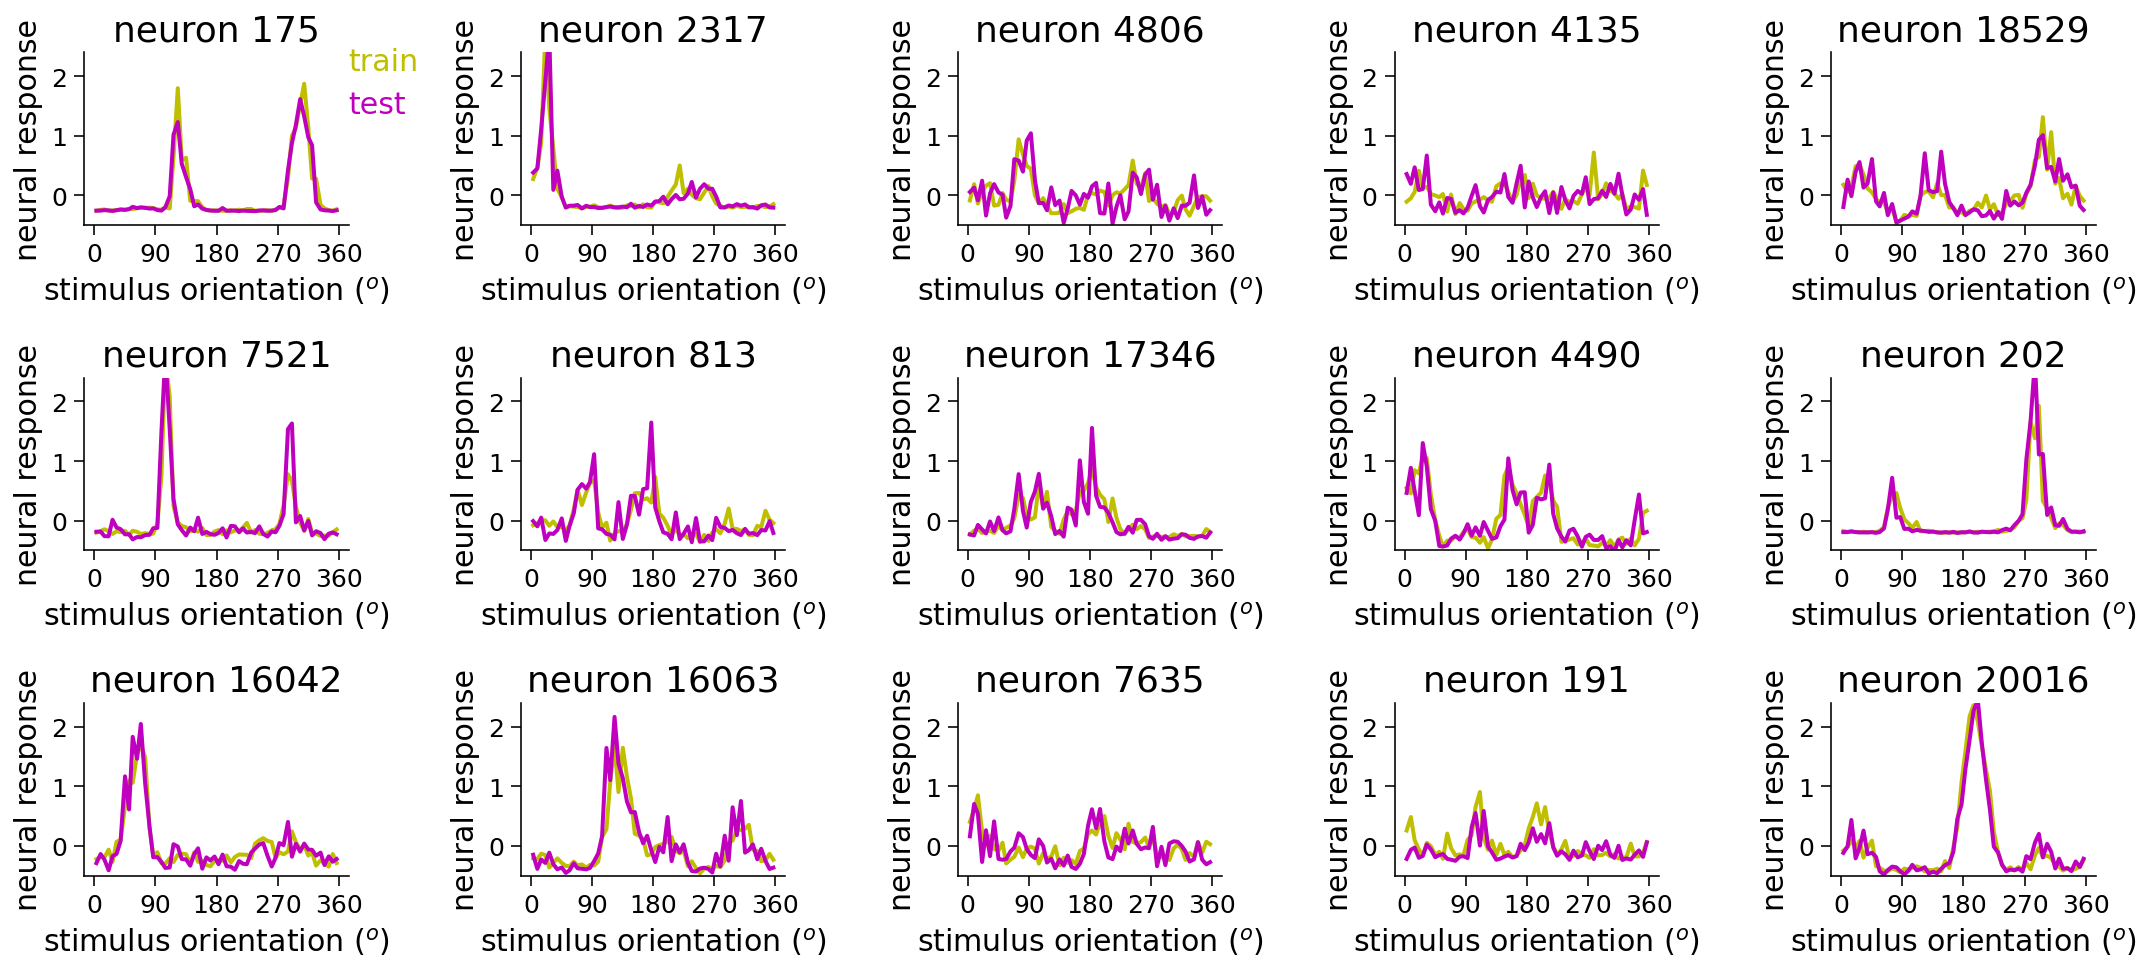 neuron 175
neural response
2
1
0
0 90 180 270 360
stimulus orientation (o)
train
test
neuron 2317
neural response
2
1
0
0 90 180 270 360
stimulus orientation (o)
neuron 4806
neural response
2
1
0
0 90 180 270 360
stimulus orientation (o)
neuron 4135
neural response
2
1
0
0 90 180 270 360
stimulus orientation (o)
neuron 18529
neural response
2
1
0
0 90 180 270 360
stimulus orientation (o)
neuron 7521
neural response
2
1
0
0 90 180 270 360
stimulus orientation (o)
neuron 813
neural response
2
1
0
0 90 180 270 360
stimulus orientation (o)
neuron 17346
neural response
2
1
0
0 90 180 270 360
stimulus orientation (o)
neuron 4490
neural response
2
1
0
0 90 180 270 360
stimulus orientation (o)
neuron 202
neural response
2
1
0
0 90 180 270 360
stimulus orientation (o)
neuron 16042
neural response
2
1
0
0 90 180 270 360
stimulus orientation (o)
neuron 16063
neural response
2
1
0
0 90 180 270 360
stimulus orientation (o)
neuron 7635
neural response
2
1
0
0 90 180 270 360
stimulus orientation (o)
neuron 191
neural response
2
1
0
0 90 180 270 360
stimulus orientation (o)
neuron 20016
neural response
2
1
0
0 90 180 270 360
stimulus orientation (o)